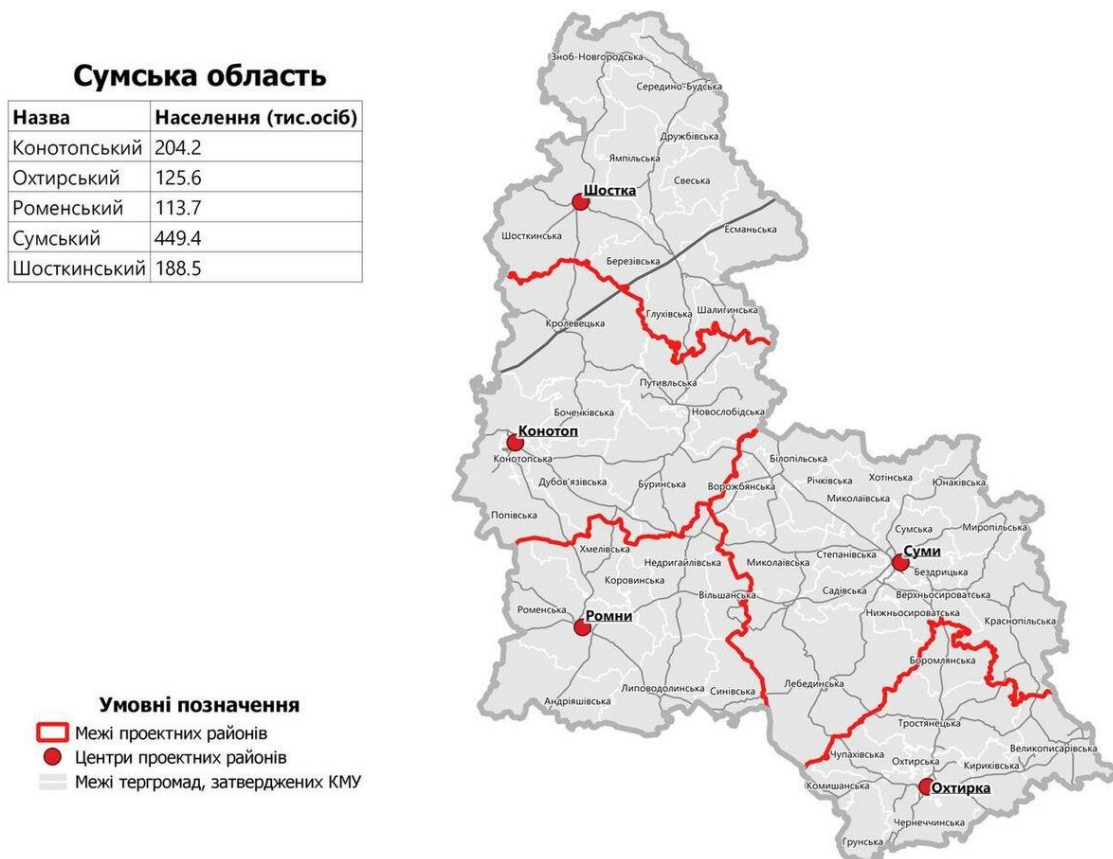 Сумська область
Назва Населення (тис.осіб)
Конотопський 204.2
Охтирський 125.6
Роменський 113.7
Сумський 449.4
Шосткинський 188.5
Зноб-Новгородська
Середино-Будська
Дружбівська
Ямпільська
Свеська
Шостка
Есманьська
Шосткинська
Березівська
Глухівська
Шалигинська
Кролевецька
Путивльська
Новослобідська
Бочечківська
Конотоп
Конотопська
Білопільська
Дубов'язівська
Буринська
Ворожбянська
Річківська
Хотінська
Юнаківська
Миколаївська
Попівська
Сумська
Миропільська
Хмелівська
Степанівська
Суми
Недригайлівська
Миколаївська
Бездрицька
Коровинська
Вільшанська
Садівська
Верхньосироватська
Роменська
Ромни
Нижньосироватська
Краснопільська
Боромлянська
Липоводолинська
Синівська
Лебединська
Андріяшівська
Тростянецька
Великописарівська
Чупахівська
Охтирська
Кириківська
Комишанська
Охтирка
Чернеччинська
Грунська
Умовні позначення
Межі проектних районів
Центри проектних районів
Межі тергромад, затверджених КМУ